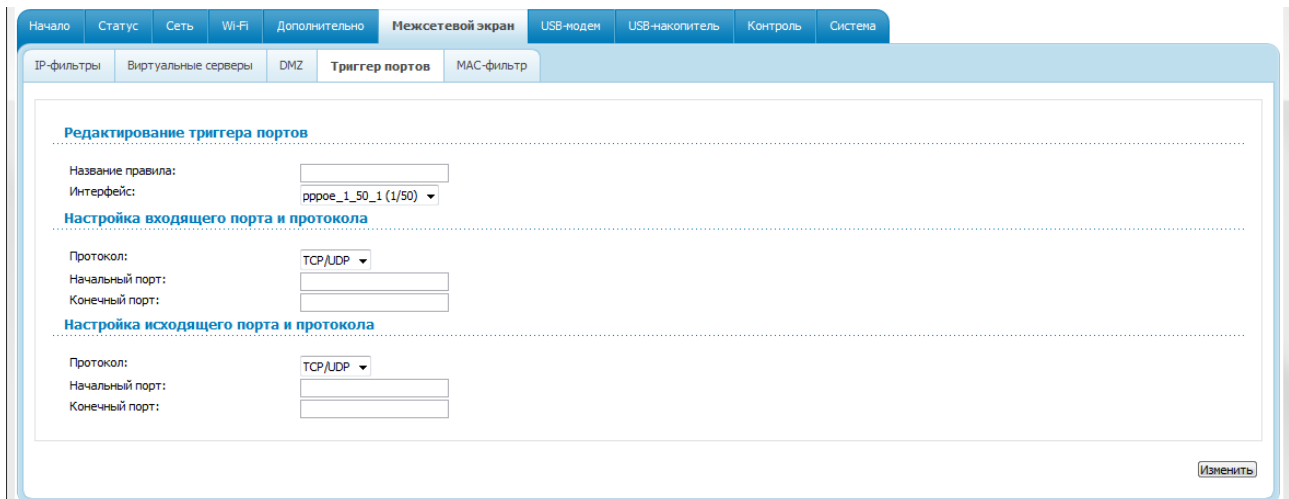 Начало Статус Сеть Wi-Fi Дополнительно Межсетевой экран USB-модем USB-накопитель Контроль Система
IP-фильтры Виртуальные серверы DMZ Триггер портов MAC-фильтр
Редактирование триггера портов
Название правила:
Интерфейс: pppoe_1_50_1 (1/50)
Настройка входящего порта и протокола
Протокол: TCP/UDP
Начальный порт:
Конечный порт:
Настройка исходящего порта и протокола
Протокол: TCP/UDP
Начальный порт:
Конечный порт:
Изменить